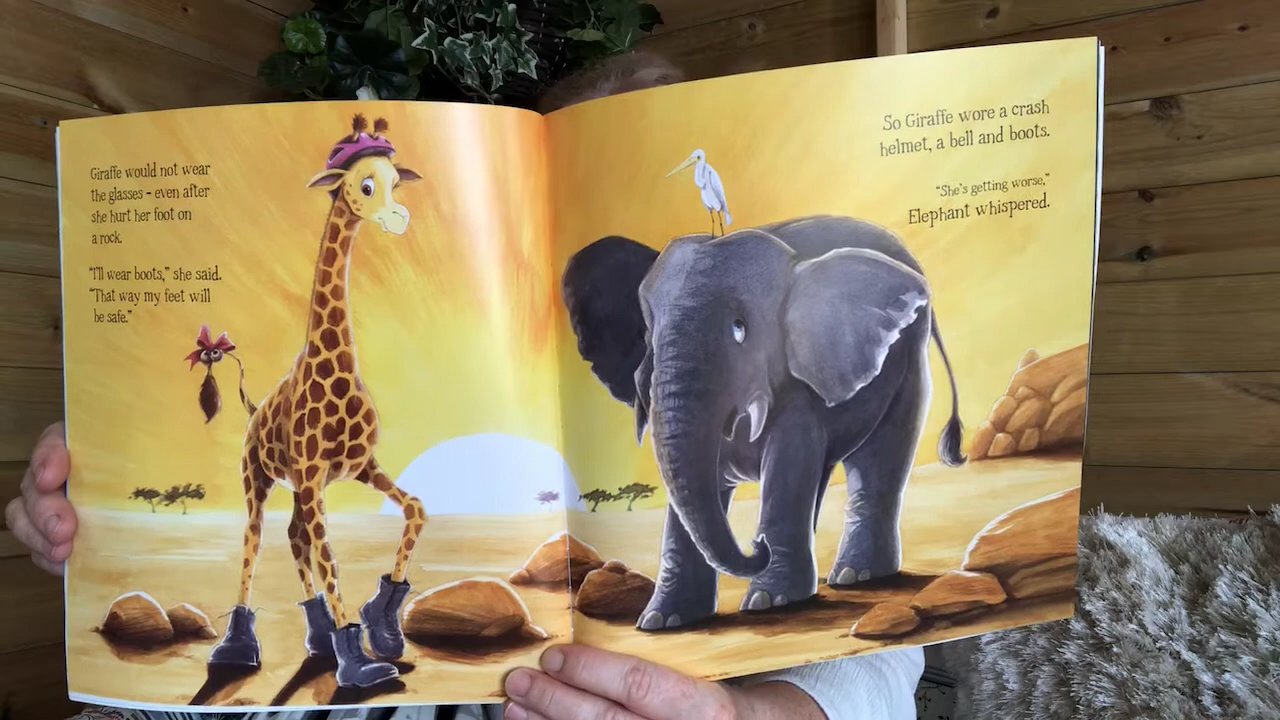 Giraffe would not wear
the glasses – even after
she hurt her foot on
a rock.
“I’ll wear boots,” she said.
“That way my feet will
be safe.”
So Giraffe wore a crash
helmet, a bell and boots.
“She’s getting worse,”
Elephant whispered.